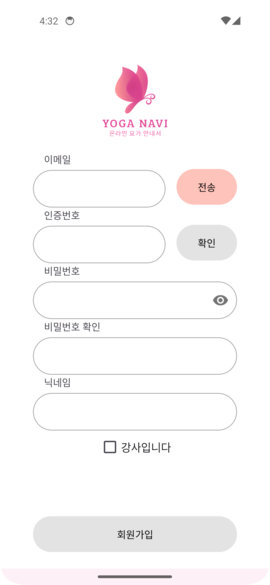 4:32
YOGA NAVI
온라인 요가 안내서
이메일
전송
인증번호
확인
비밀번호
비밀번호 확인
닉네임
강사입니다
회원가입